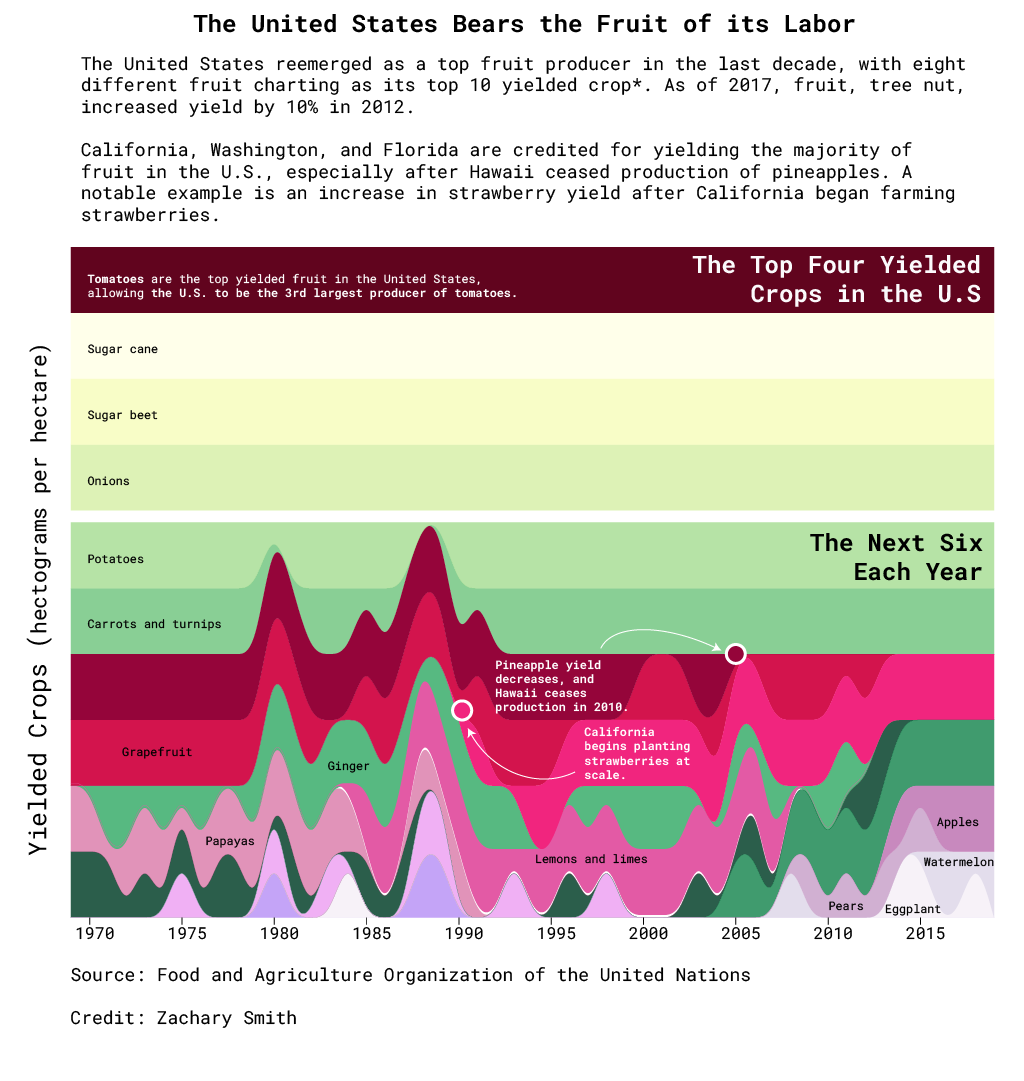 The United States Bears the Fruit of its Labor
The United States reemerged as a top fruit producer in the last decade, with eight
different fruit charting as its top 10 yielded crop*. As of 2017, fruit, tree nut,
increased yield by 10% in 2012.
California, Washington, and Florida are credited for yielding the majority of
fruit in the U.S., especially after Hawaii ceased production of pineapples. A
notable example is an increase in strawberry yield after California began farming
strawberries.
The Top Four Yielded
Crops in the U.S
Tomatoes are the top yielded fruit in the United States,
allowing the U.S. to be the 3rd largest producer of tomatoes.
Sugar cane
Sugar beet
Onions
The Next Six
Each Year
Potatoes
Carrots and turnips
Pineapple yield
decreases, and
Hawaii ceases
production in 2010.
California
begins planting
strawberries at
scale.
Grapefruit
Ginger
Papayas
Lemons and limes
Apples
Watermelon
Pears
Eggplant
Yielded Crops (hectograms per hectare)
1970 1975 1980 1985 1990 1995 2000 2005 2010 2015
Source: Food and Agriculture Organization of the United Nations
Credit: Zachary Smith